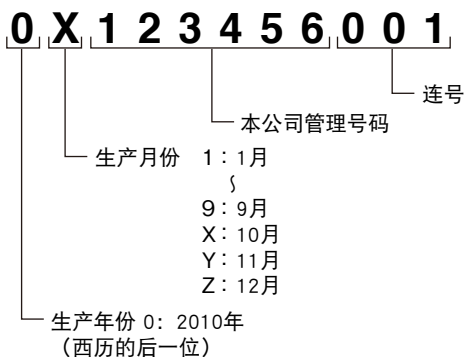 0X123456001
连号
本公司管理号码
生产月份 1：1月
∼
9：9月
X：10月
Y：11月
Z：12月
生产年份 0：2010年
（西历的后一位）